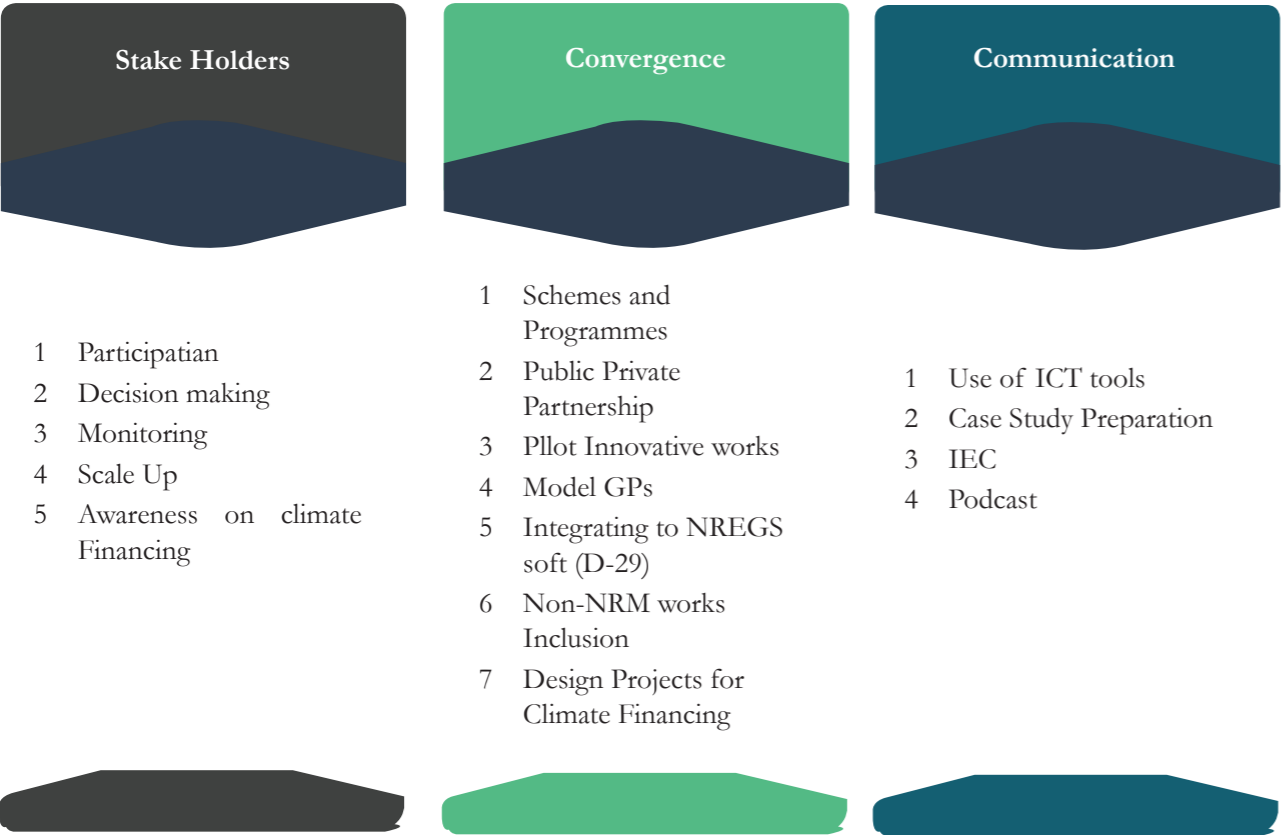 Stake Holders
1 Participatian
2 Decision making
3 Monitoring
4 Scale Up
5 Awareness on climate
Financing
Convergence
1 Schemes and
Programmes
2 Public Private
Partnership
3 Pllot Innovative works
4 Model GPs
5 Integrating to NREGS
soft (D-29)
6 Non-NRM works
Inclusion
7 Design Projects for
Climate Financing
Communication
1 Use of ICT tools
2 Case Study Preparation
3 IEC
4 Podcast